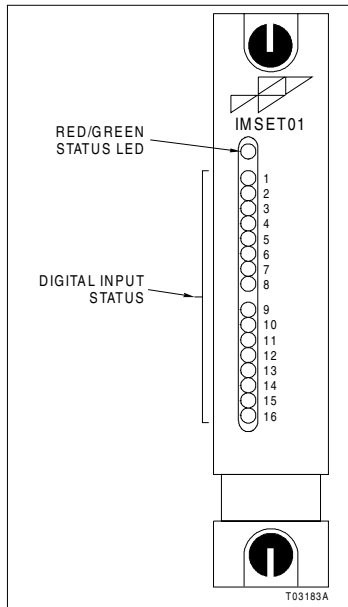 IMSET01
RED/GREEN
STATUS LED
1
2
3
4
5
6
7
8
DIGITAL INPUT
STATUS
9
10
11
12
13
14
15
16
T03183A